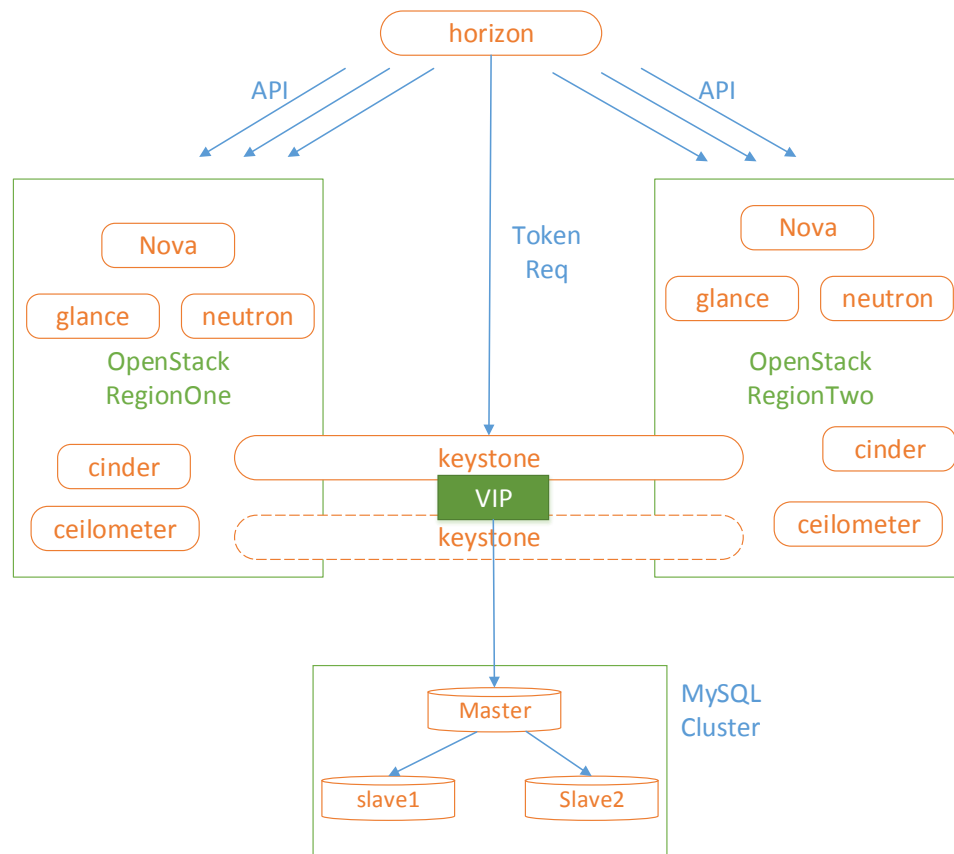 horizon
API
API
Token
Req
Nova
glance
neutron
OpenStack
RegionOne
cinder
ceilometer
Nova
glance
neutron
OpenStack
RegionTwo
cinder
ceilometer
keystone
VIP
keystone
MySQL
Cluster
Master
slave1
Slave2